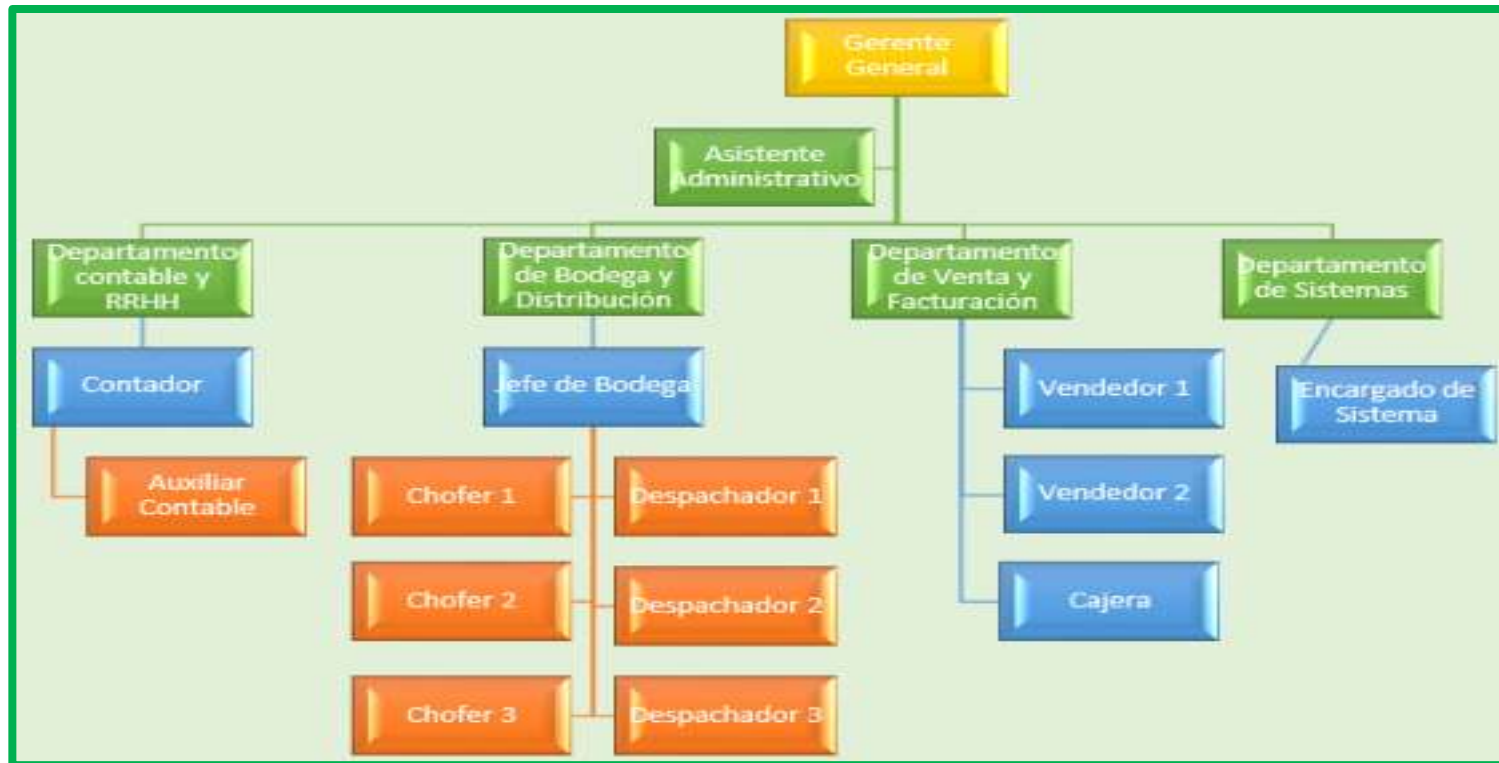 Gerente
General
Asistente
Administrativo
Departamento
contable y
RRHH
Departamento
de Bodega y
Distribución
Departamento
de Venta y
Facturación
Departamento
de Sistemas
Contador
Jefe de Bodega
Vendedor 1
Encargado de
Sistema
Auxiliar
Contable
Chofer 1
Despachador 1
Vendedor 2
Chofer 2
Despachador 2
Cajera
Chofer 3
Despachador 3